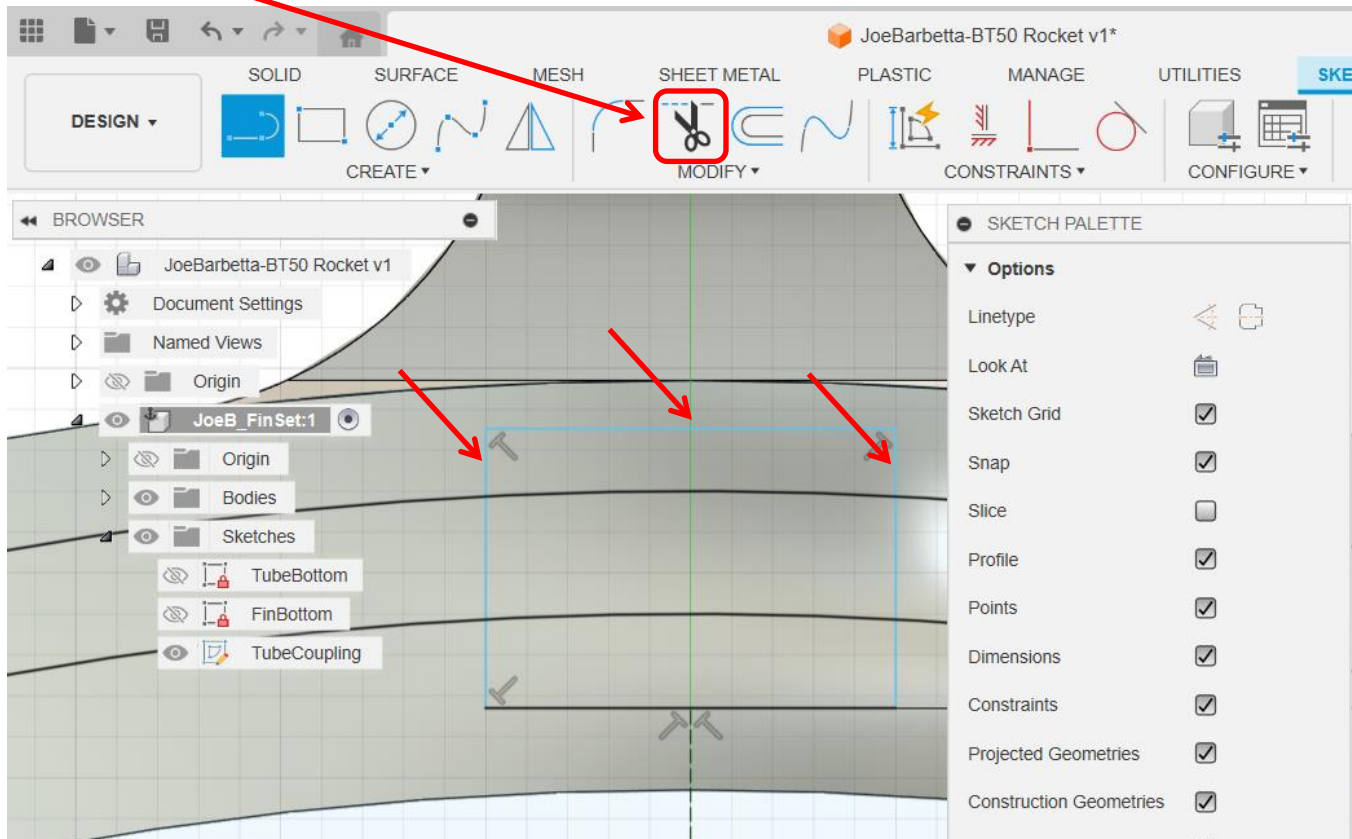 JoeBarbetta-BT50 Rocket v1*
SOLID SURFACE MESH SHEET METAL PLASTIC MANAGE UTILITIES SKE
DESIGN
CREATE MODIFY CONSTRAINTS CONFIGURE
BROWSER
JoeBarbetta-BT50 Rocket v1
Document Settings
Named Views
Origin
JoeB_FinSet:1
Origin
Bodies
Sketches
TubeBottom
FinBottom
TubeCoupling
SKETCH PALETTE
Options
Linetype
Look At
Sketch Grid
Snap
Slice
Profile
Points
Dimensions
Constraints
Projected Geometries
Construction Geometries